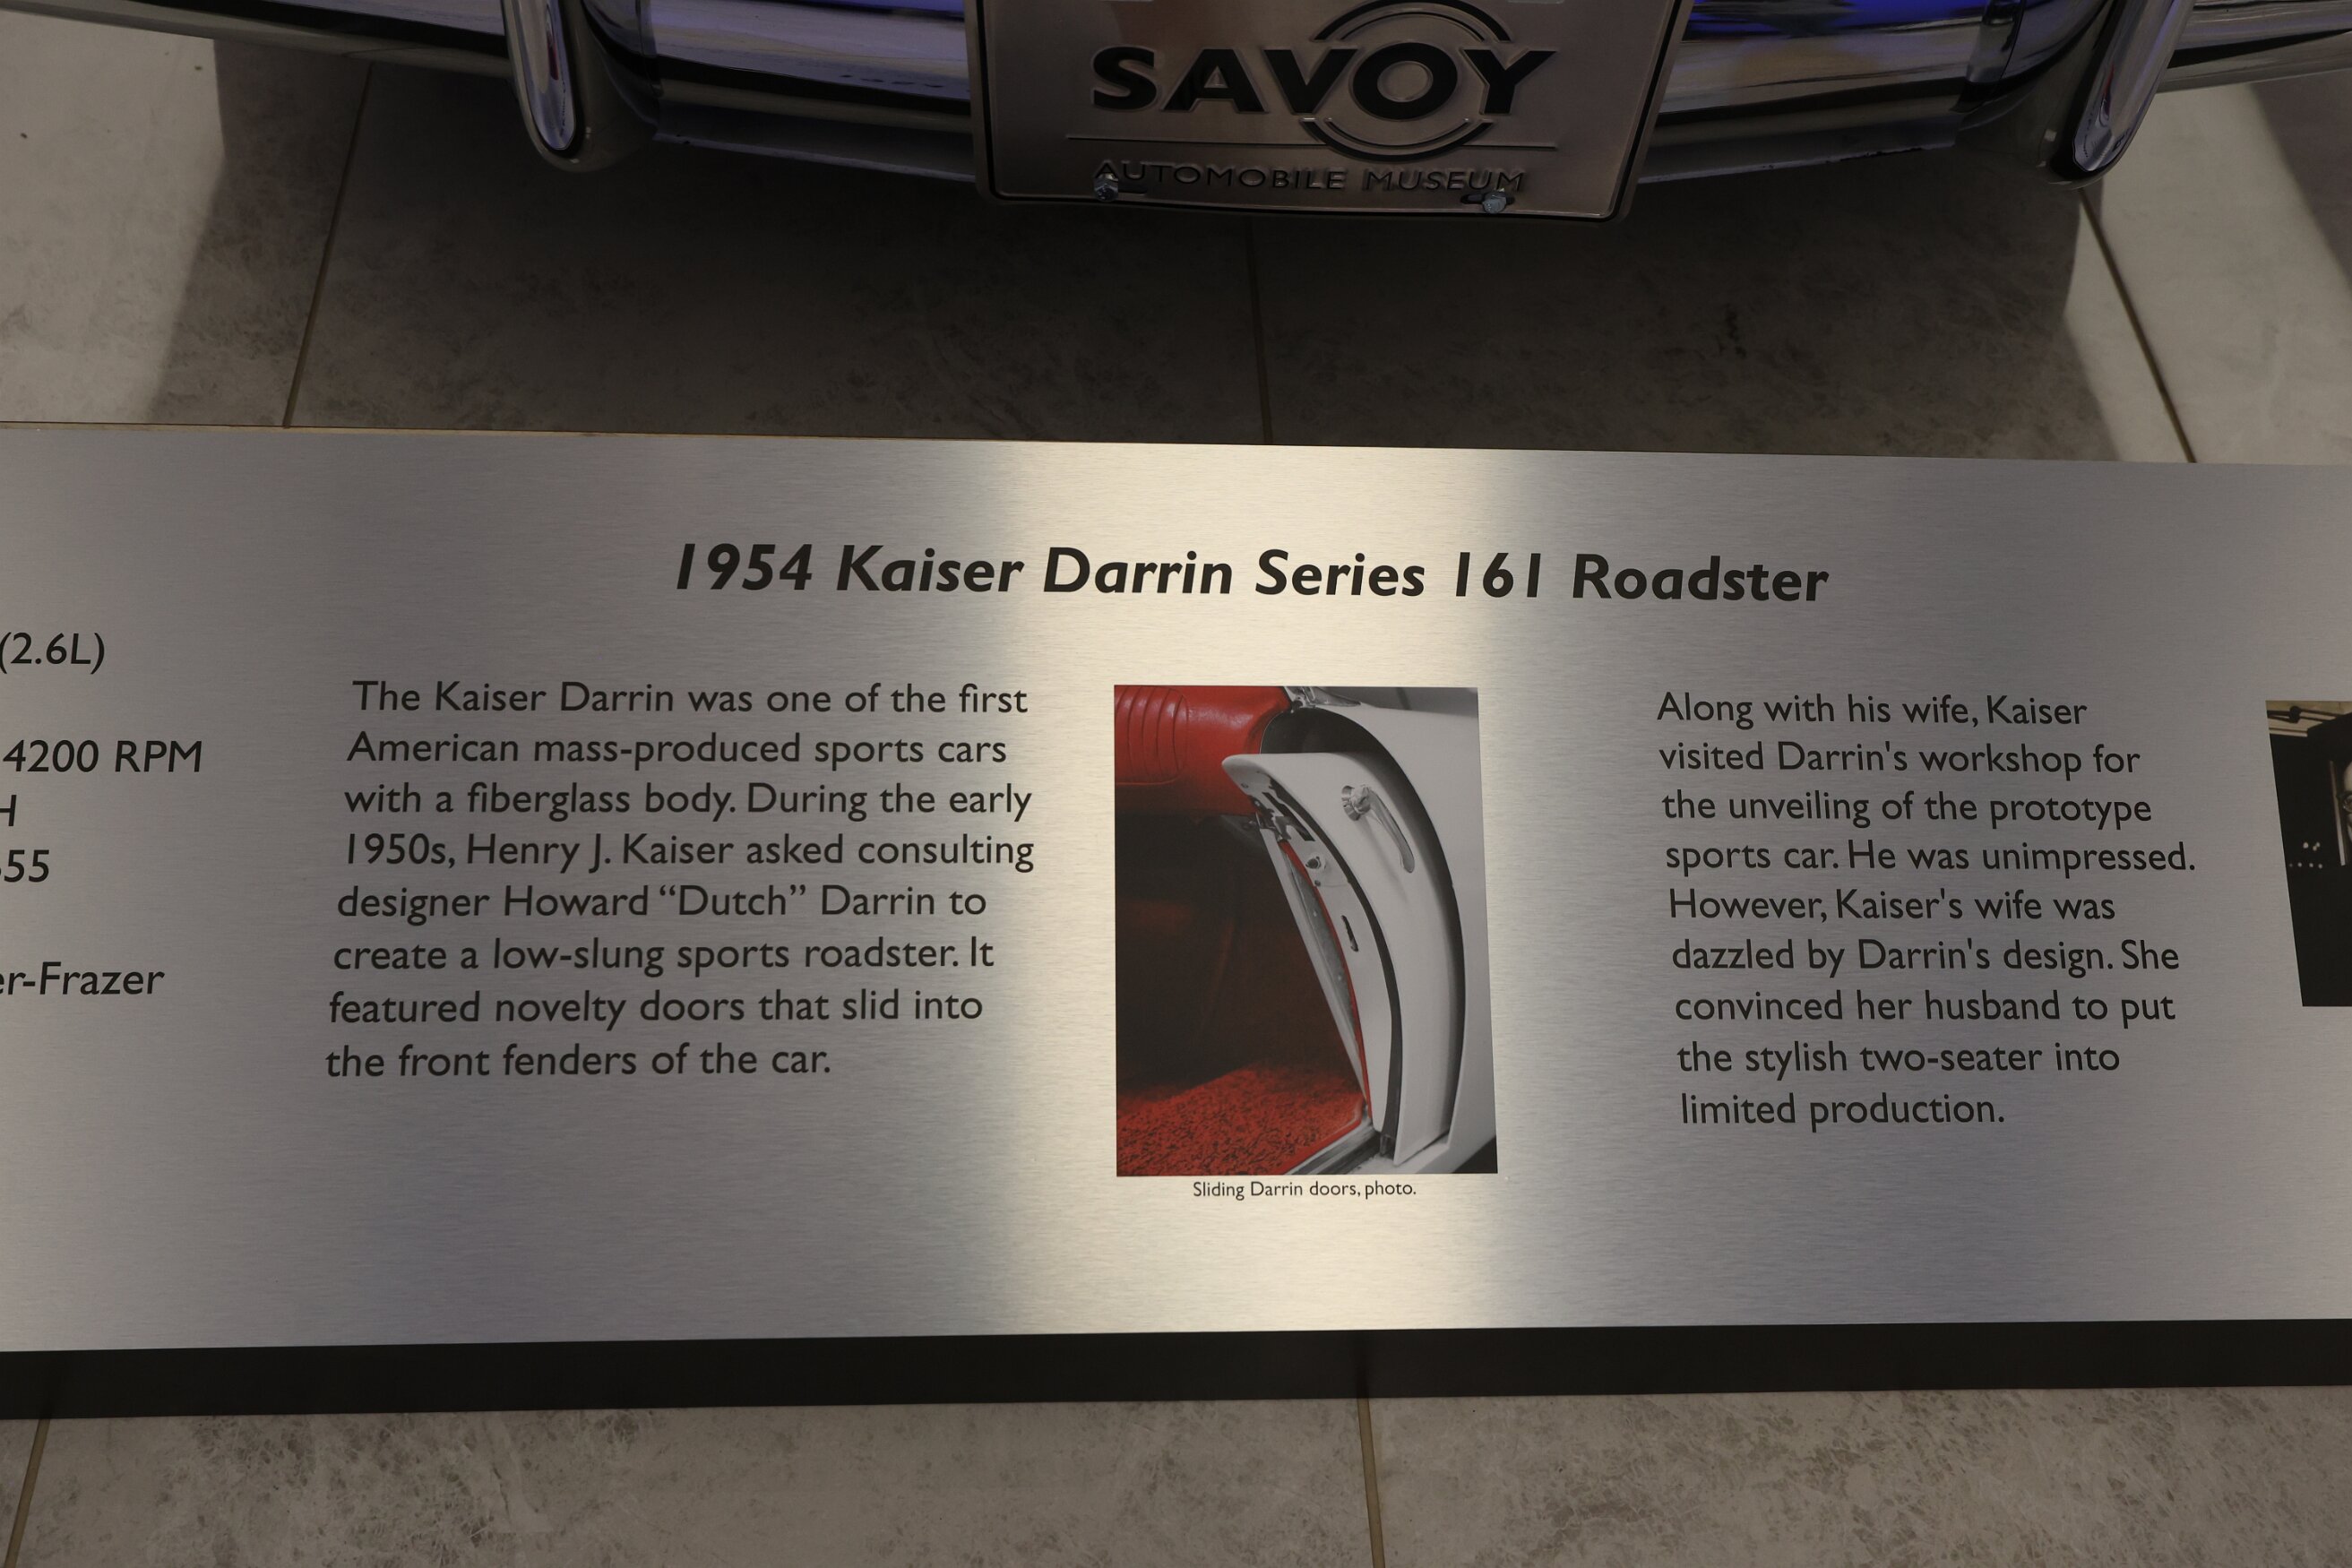 SAVOY
AUTOMOBILE MUSEUM
1954 Kaiser Darrin Series 161 Roadster
(2.6L)
4200 RPM
H
55
er-Frazer
The Kaiser Darrin was one of the first
American mass-produced sports cars
with a fiberglass body. During the early
1950s, Henry J. Kaiser asked consulting
designer Howard “Dutch” Darrin to
create a low-slung sports roadster. It
featured novelty doors that slid into
the front fenders of the car.
Sliding Darrin doors, photo.
Along with his wife, Kaiser
visited Darrin's workshop for
the unveiling of the prototype
sports car. He was unimpressed.
However, Kaiser's wife was
dazzled by Darrin's design. She
convinced her husband to put
the stylish two-seater into
limited production.